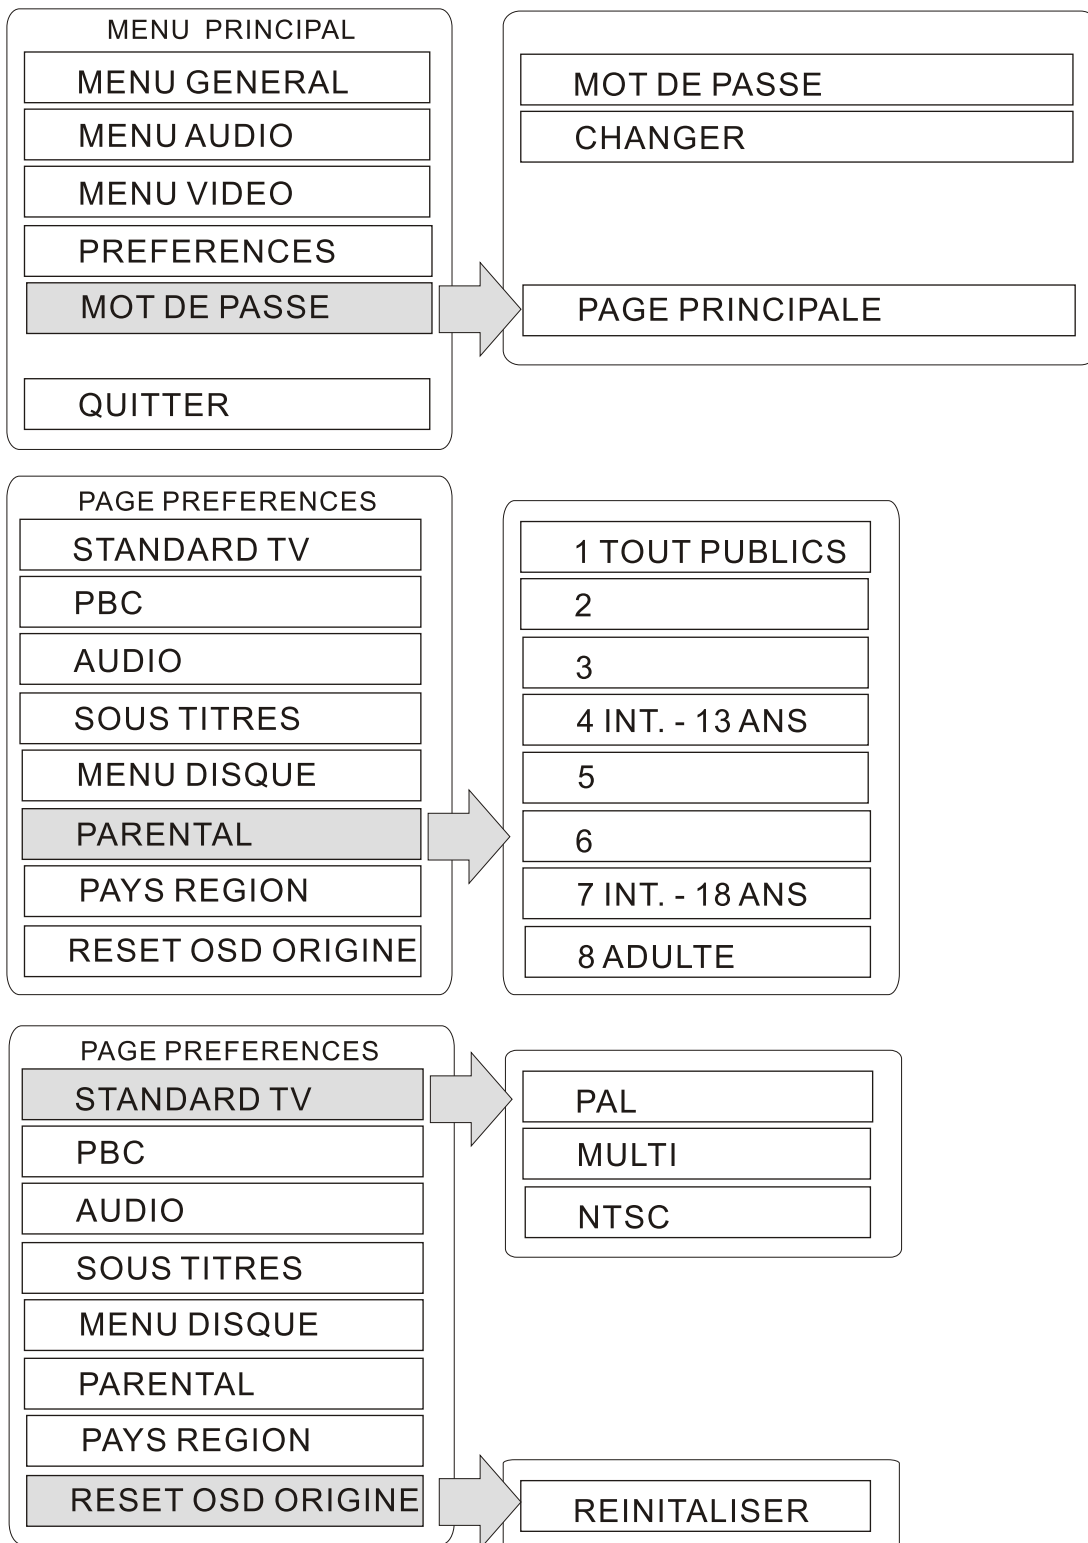 MENU PRINCIPAL
MENU GENERAL
MENU AUDIO
MENU VIDEO
PREFERENCES
MOT DE PASSE
QUITTER
MOT DE PASSE
CHANGER
PAGE PRINCIPALE
PAGE PREFERENCES
STANDARD TV
PBC
AUDIO
SOUS TITRES
MENU DISQUE
PARENTAL
PAYS REGION
RESET OSD ORIGINE
1 TOUT PUBLICS
2
3
4 INT. - 13 ANS
5
6
7 INT. - 18 ANS
8 ADULTE
PAGE PREFERENCES
STANDARD TV
PBC
AUDIO
SOUS TITRES
MENU DISQUE
PARENTAL
PAYS REGION
RESET OSD ORIGINE
PAL
MULTI
NTSC
REINITALISER